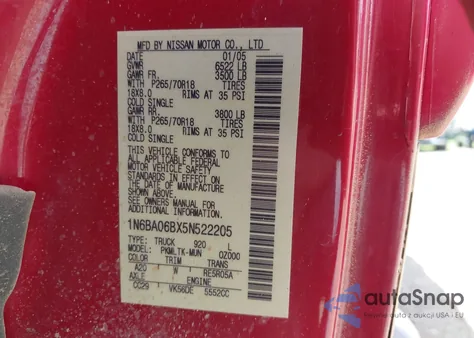 MFD BY NISSAN MOTOR CO., LTD
DATE 01/05
GVWR 6522 LB
GAWR FR. 3500 LB
WITH P265/70R18 TIRES
18X8.0 RIMS AT 35 PSI
COLD SINGLE
GAWR RR. 3800 LB
WITH P265/70R18 TIRES
18X8.0 RIMS AT 35 PSI
COLD SINGLE
THIS VEHICLE CONFORMS TO
ALL APPLICABLE FEDERAL
MOTOR VEHICLE SAFETY
STANDARDS IN EFFECT ON
THE DATE OF MANUFACTURE
SHOWN ABOVE.
SEE OWNERS MANUAL FOR
ADDITIONAL INFORMATION.
1N6BA06BX5N522205
TYPE: TRUCK 920 L
MODEL: PKMLTK-MUN 0Z000
COLOR TRIM TRANS
A20 W RE5R05A
AXLE ENGINE
C029 VK56DE 5552CC
autaSnap